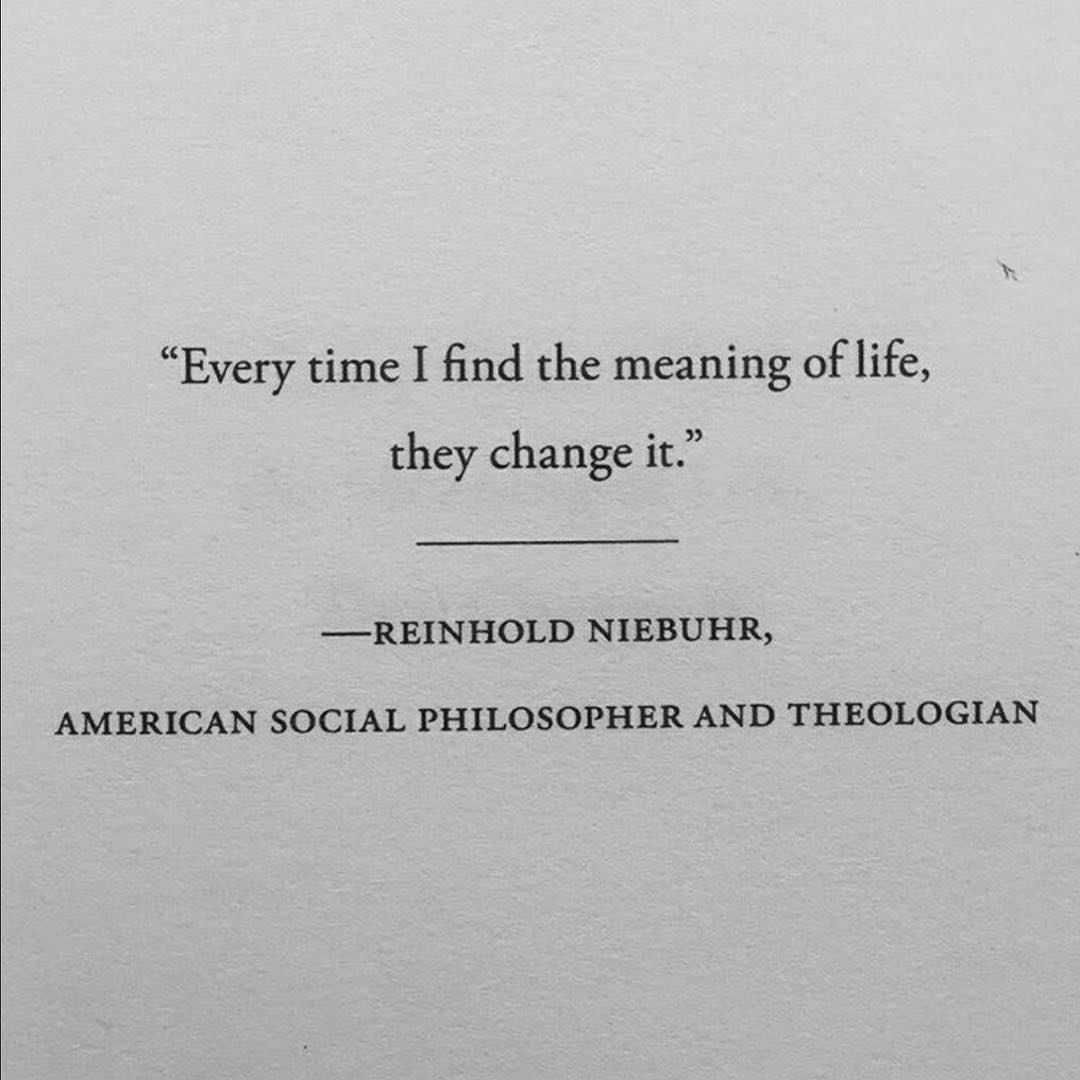 “Every time I find the meaning of life,
they change it.”
—REINHOLD NIEBUHR,
AMERICAN SOCIAL PHILOSOPHER AND THEOLOGIAN